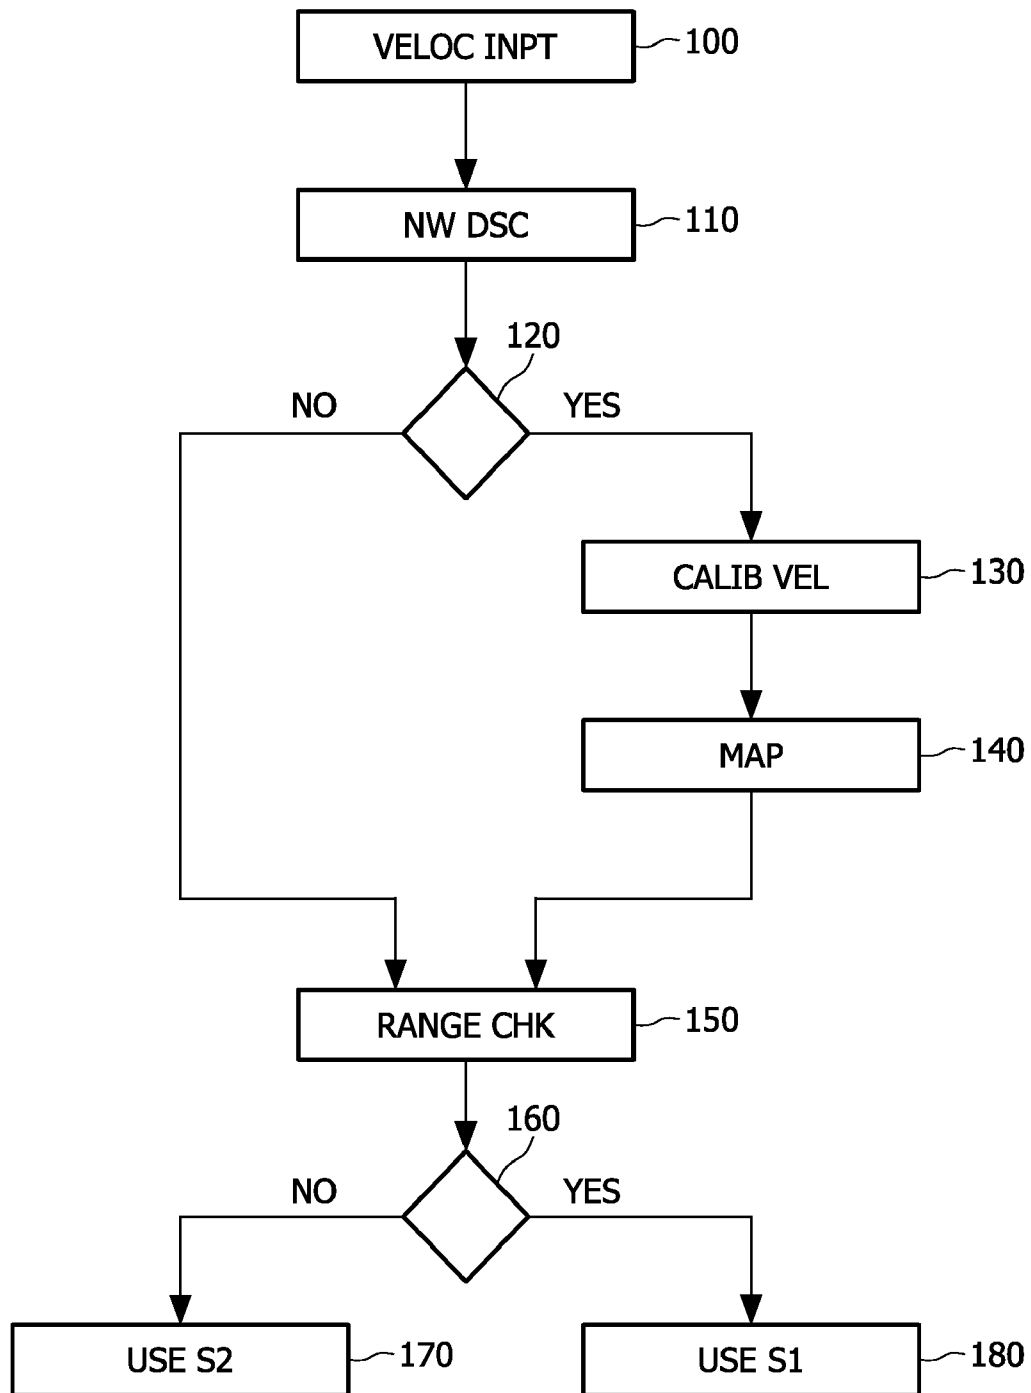 VELOC INPT
100
NW DSC
110
120
NO
YES
CALIB VEL
130
MAP
140
RANGE CHK
150
160
NO
YES
USE S2
170
USE S1
180